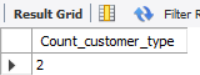 Result Grid Filter R
Count_customer_type
2